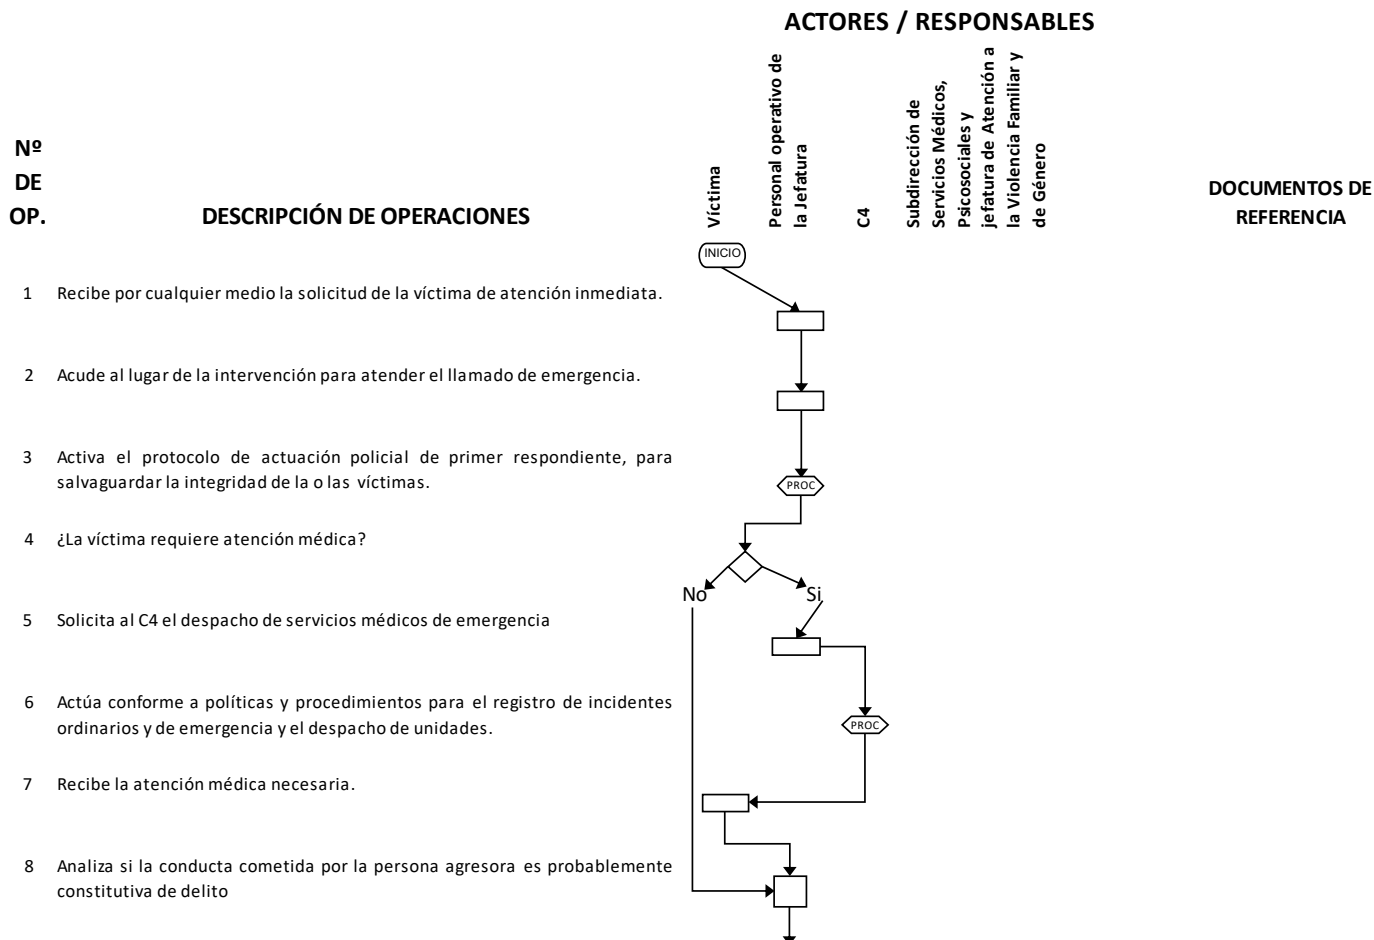 ACTORES / RESPONSABLES
Nº
DE
OP.
DESCRIPCIÓN DE OPERACIONES
Víctima
Personal operativo de
la Jefatura
C4
Subdirección de
Servicios Médicos,
Psicosociales y
jefatura de Atención a
la Violencia Familiar y
de Género
DOCUMENTOS DE
REFERENCIA
INICIO
1 Recibe por cualquier medio la solicitud de la víctima de atención inmediata.
2 Acude al lugar de la intervención para atender el llamado de emergencia.
3 Activa el protocolo de actuación policial de primer respondiente, para
salvaguardar la integridad de la o las víctimas.
PROC
4 ¿La víctima requiere atención médica?
No
Si
5 Solicita al C4 el despacho de servicios médicos de emergencia
6 Actúa conforme a políticas y procedimientos para el registro de incidentes
ordinarios y de emergencia y el despacho de unidades.
PROC
7 Recibe la atención médica necesaria.
8 Analiza si la conducta cometida por la persona agresora es probablemente
constitutiva de delito